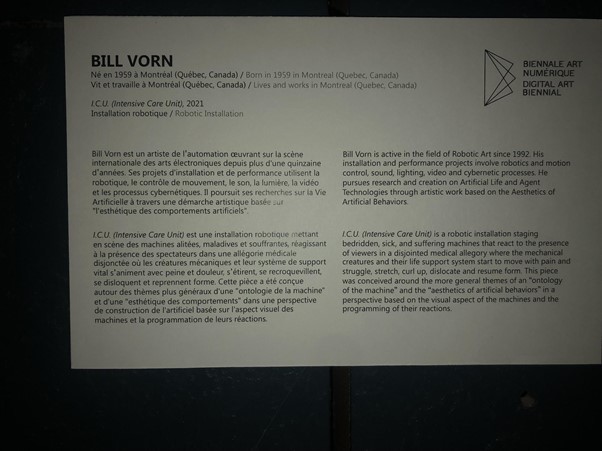 BILL VORN
Né en 1959 à Montréal (Québec, Canada) / Born in 1959 in Montreal (Quebec, Canada)
Vit et travaille à Montréal (Québec, Canada) / Lives and works in Montreal (Quebec, Canada)
I.C.U. (Intensive Care Unit), 2021
Installation robotique / Robotic Installation
BIENNALE ART
NUMÉRIQUE
DIGITAL ART
BIENNIAL
Bill Vorn est un artiste de l'automation œuvrant sur la scène
internationale des arts électroniques depuis plus d'une quinzaine
d'années. Ses projets d'installation et de performance utilisent la
robotique, le contrôle de mouvement, le son, la lumière, la vidéo
et les processus cybernétiques. Il poursuit ses recherches sur la Vie
Artificielle à travers une démarche artistique basée sur
"l'esthétique des comportements artificiels".
I.C.U. (Intensive Care Unit) est une installation robotique mettant
en scène des machines alitées, maladives et souffrantes, réagissant
à la présence des spectateurs dans une allégorie médicale
disjonctée où les créatures mécaniques et leur système de support
vital s'animent avec peine et douleur, s'étirent, se recroquevillent,
se disloquent et reprennent forme. Cette pièce a été conçue
autour des thèmes plus généraux d'une "ontologie de la machine"
et d'une "esthétique des comportements" dans une perspective
de construction de l'artificiel basée sur l'aspect visuel des
machines et la programmation de leurs réactions.
Bill Vorn is active in the field of Robotic Art since 1992. His
installation and performance projects involve robotics and motion
control, sound, lighting, video and cybernetic processes. He
pursues research and creation on Artificial Life and Agent
Technologies through artistic work based on the Aesthetics of
Artificial Behaviors.
I.C.U. (Intensive Care Unit) is a robotic installation staging
bedridden, sick, and suffering machines that react to the presence
of viewers in a disjointed medical allegory where the mechanical
creatures and their life support system start to move with pain and
struggle, stretch, curl up, dislocate and resume form. This piece
was conceived around the more general themes of an "ontology
of the machine" and the "aesthetics of artificial behaviors" in a
perspective based on the visual aspect of the machines and the
programming of their reactions.